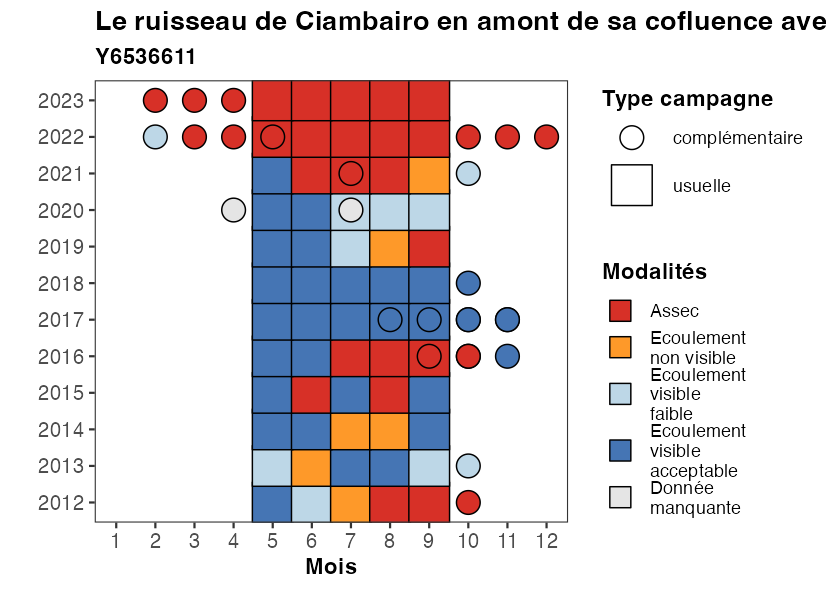 Le ruisseau de Ciambairo en amont de sa cofluence ave
Y6536611
2023
2022
2021
2020
2019
2018
2017
2016
2015
2014
2013
2012
1 2 3 4 5 6 7 8 9 10 11 12
Mois
Type campagne
complémentaire
usuelle
Modalités
Assec
Ecoulement
non visible
Ecoulement
visible
faible
Ecoulement
visible
acceptable
Donnée
manquante